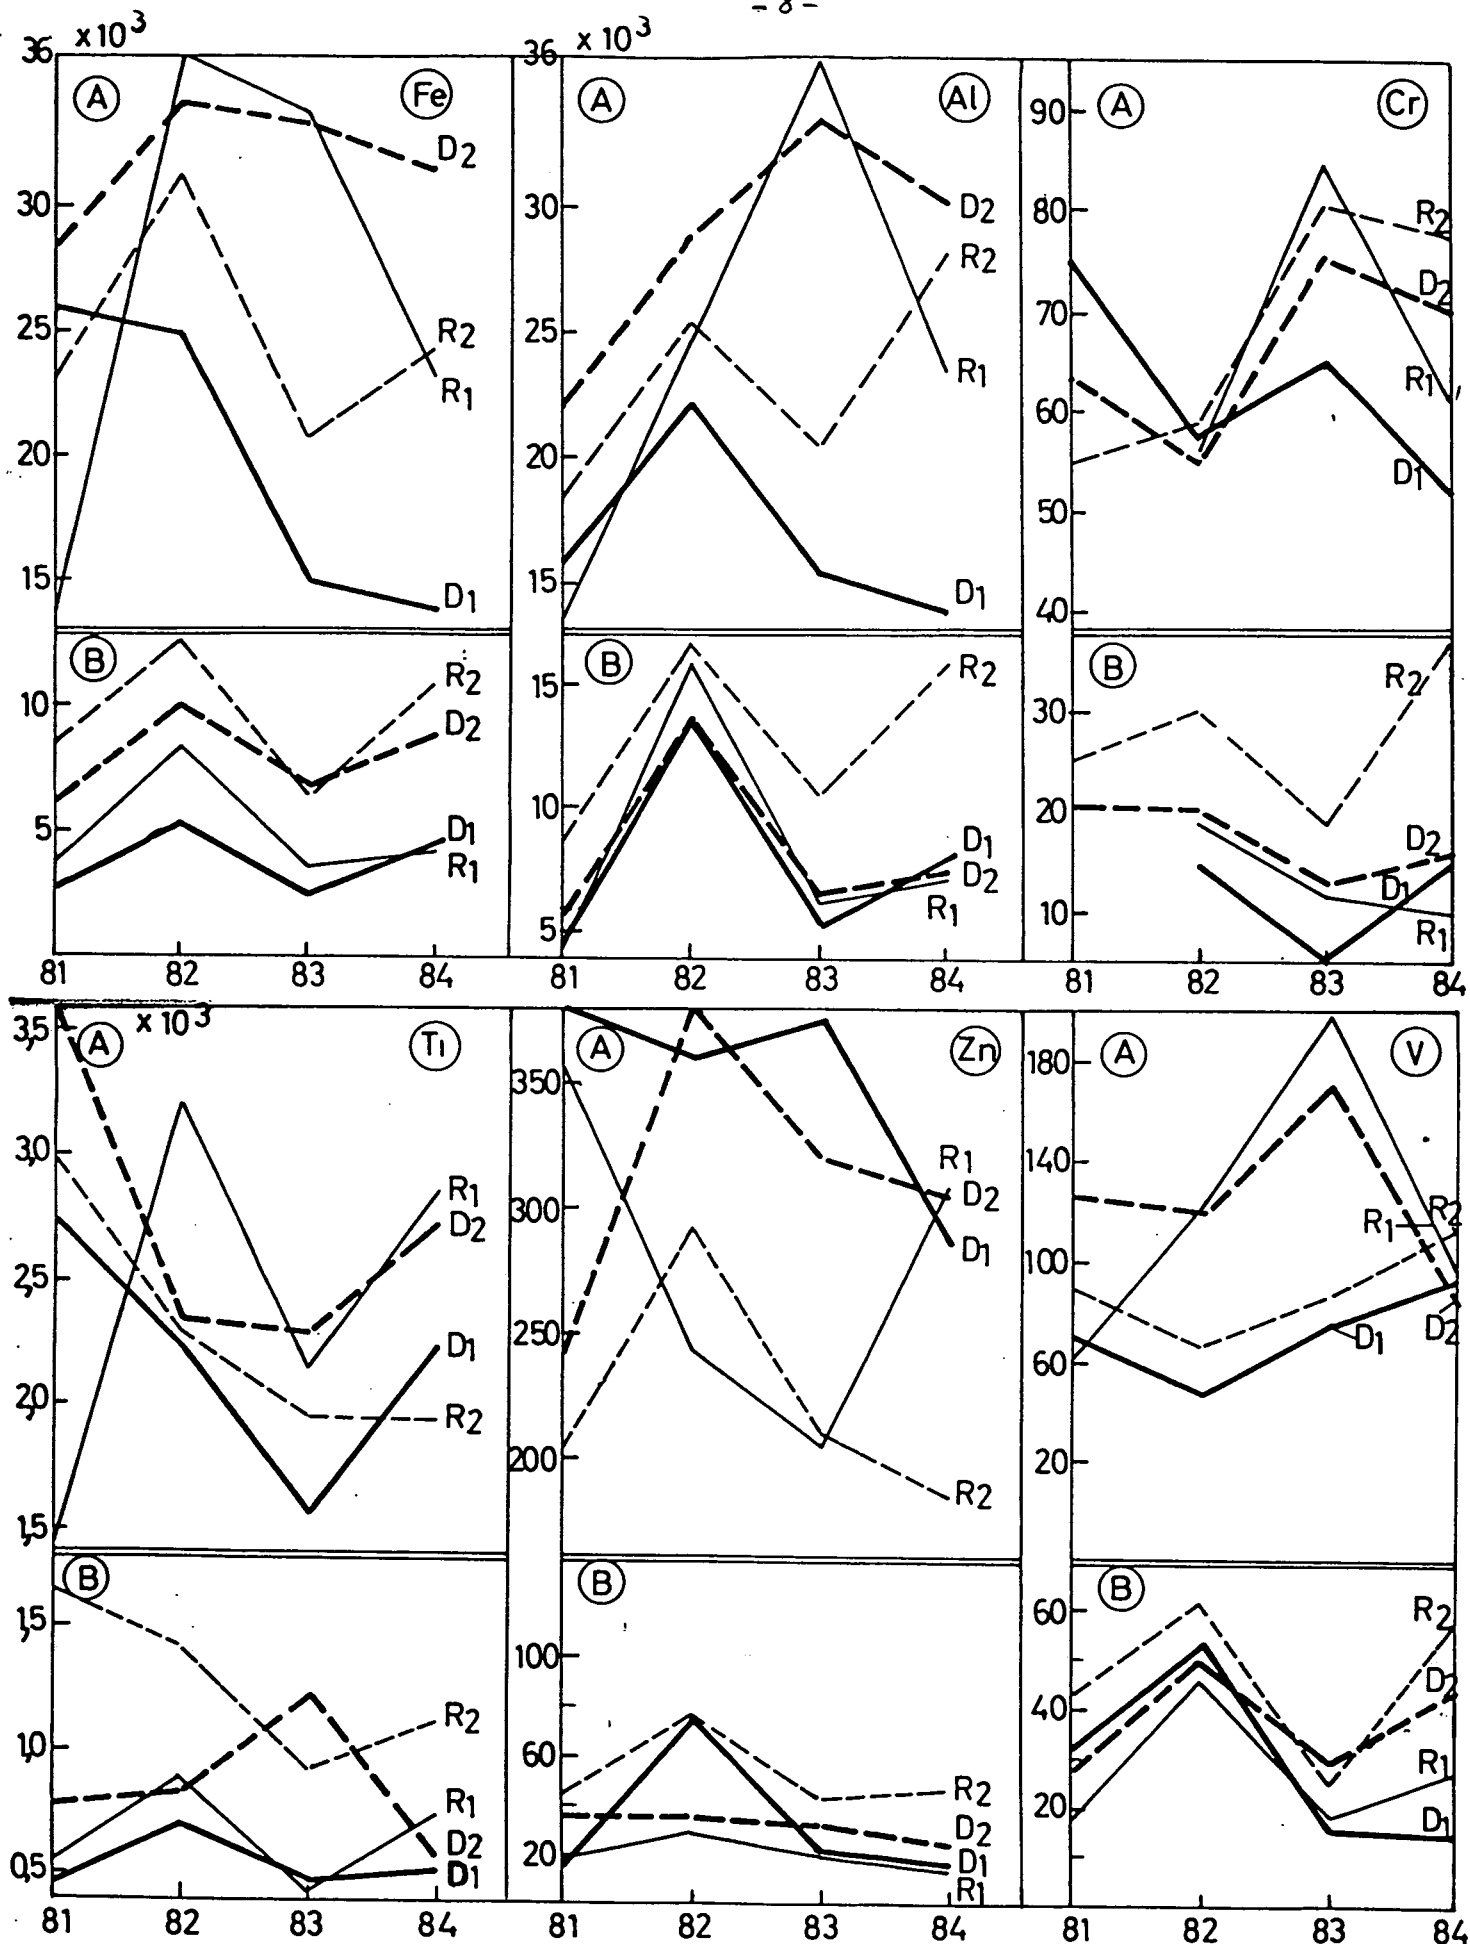 - 8 -
36 x10³ 36 x 10³
A Fe A Al A Cr
90
D2
30 30 80 R2
D2
R2 D2
25 R2 25 70
R1 R1 R1
60
20 20
D1
50
15 D1 15 D1
40
B B B
R2 R2 R2
10 D2 15 30
10 20
5 D1 D1 D2
R1 D2 D1
R1 10 R1
5
81 82 83 84 81 82 83 84 81 82 83 84
3,5 x 10³
A Ti A Zn A V
350 180
3,0 R1 140
R1 300 D2 R1 R2
D2 D1
2,5 100
250 D1 D2
D1 60
2,0 R2
200 20
R2
1,5
B B B
1,5 60 R2
100
R2 D2
1,0 60 40
R2 R1
R1 D2 20
D2 20 D1 D1
0,5 D1 R1
81 82 83 84 81 82 83 84 81 82 83 84